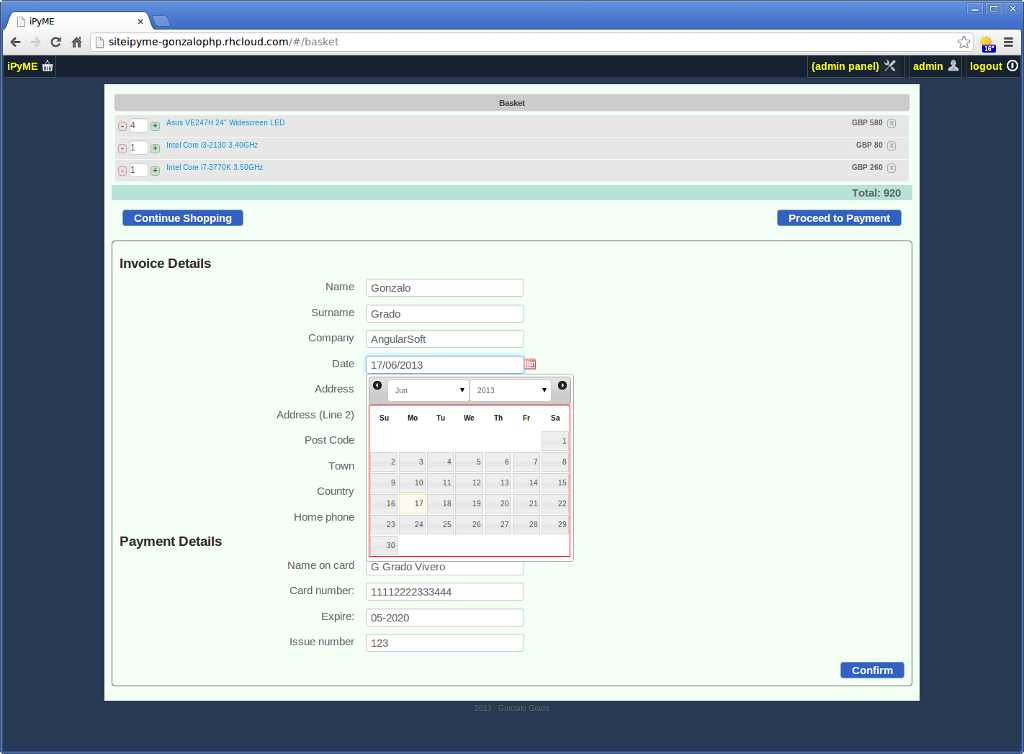 iPyME
siteipyme-gonzalophp.rhcloud.com/#/basket
16°
iPyME (admin panel) admin logout
Basket
- 4 + Asus VE247H 24" Widescreen LED GBP 580 x
- 1 + Intel Core i3-2130 3.40GHz GBP 80 x
- 1 + Intel Core i7-3770K 3.50GHz GBP 260 x
Total: 920
Continue Shopping Proceed to Payment
Invoice Details
Name Gonzalo
Surname Grado
Company AngularSoft
Date 17/06/2013
Address
Jun 2013
Su Mo Tu We Th Fr Sa
Address (Line 2)
Post Code
1
Town
2 3 4 5 6 7 8
9 10 11 12 13 14 15
Country
16 17 18 19 20 21 22
Home phone
23 24 25 26 27 28 29
30
Payment Details
Name on card G Grado Vivero
Card number: 11112222333444
Expire: 05-2020
Issue number 123
Confirm
2013 - Gonzalo Grado